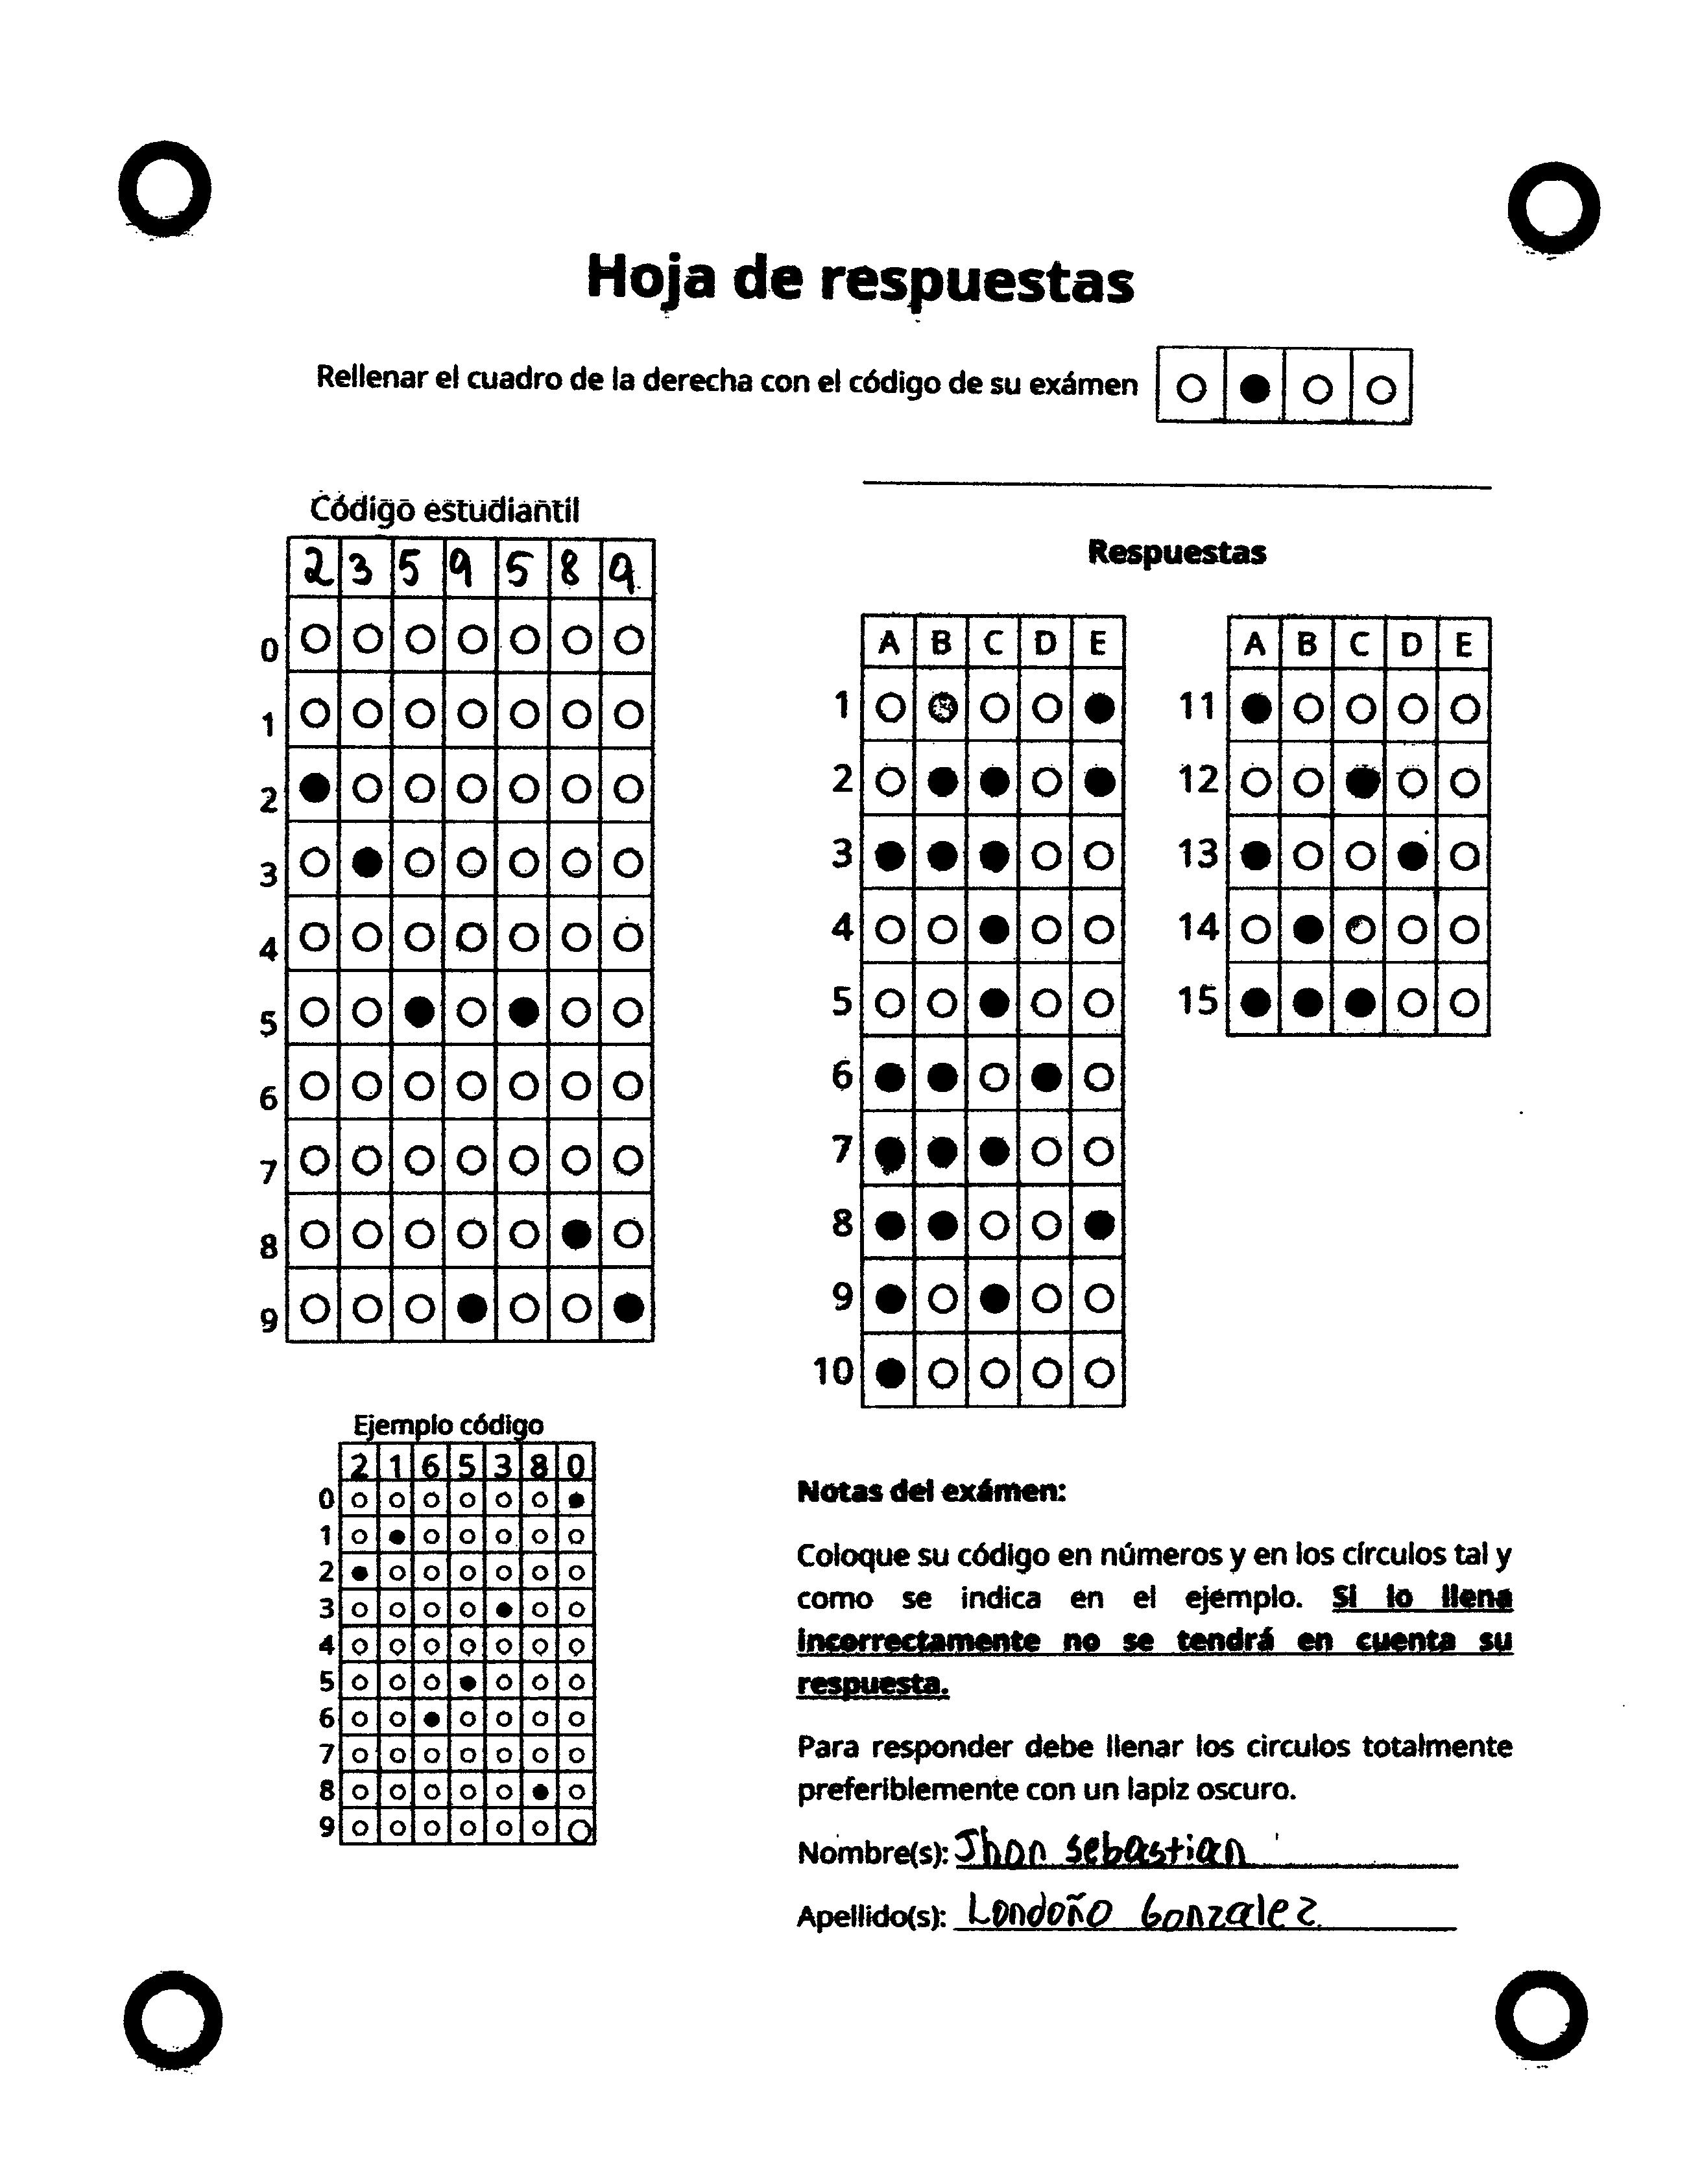 Hoja de respuestas
Rellenar el cuadro de la derecha con el código de su exámen
Código estudiantil
2 3 5 9 5 8 9
0
1
2
3
4
5
6
7
8
9
Respuestas
A B C D E
1
2
3
4
5
6
7
8
9
10
A B C D E
11
12
13
14
15
Ejemplo código
2 1 6 5 3 8 0
0
1
2
3
4
5
6
7
8
9
Notas del exámen:
Coloque su código en números y en los círculos tal y
como se indica en el ejemplo. Si lo llena
incorrectamente no se tendrá en cuenta su
respuesta.
Para responder debe llenar los circulos totalmente
preferiblemente con un lapiz oscuro.
Nombre(s): Jhon sebastian
Apellido(s): Londoño Gonzalez